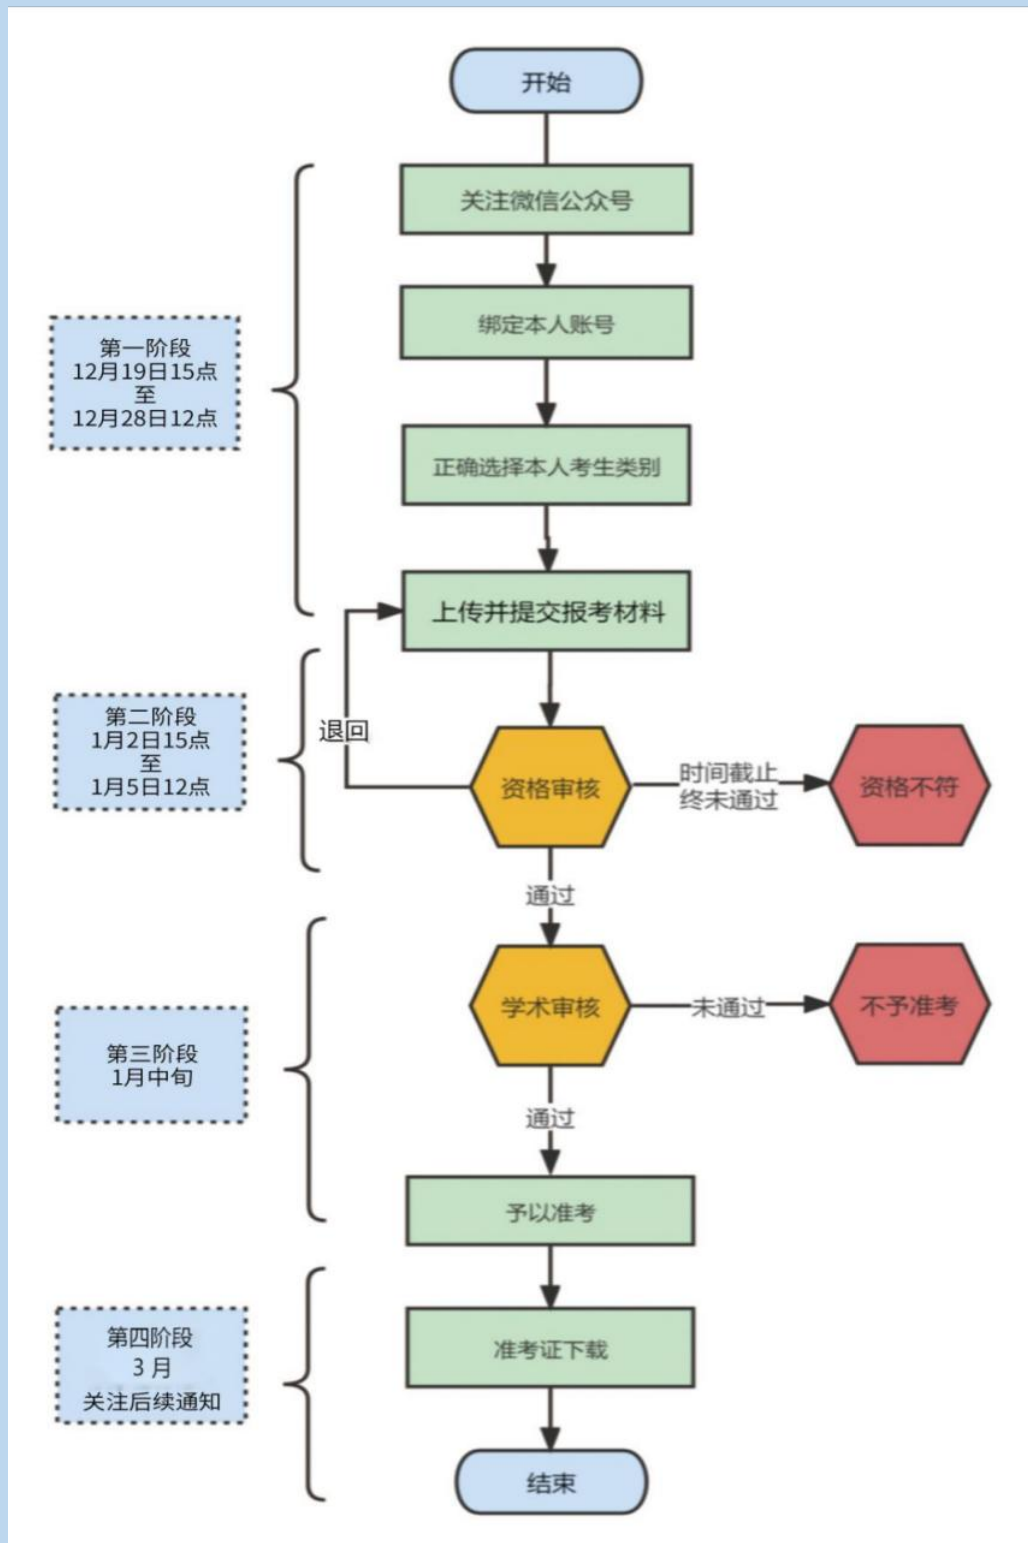 开始
关注微信公众号
绑定本人账号
第一阶段
12月19日15点
至
12月28日12点
正确选择本人考生类别
上传并提交报考材料
第二阶段
1月2日15点
至
1月5日12点
退回
资格审核
时间截止
终未通过
资格不符
通过
学术审核
未通过
不予准考
第三阶段
1月中旬
通过
予以准考
第四阶段
3 月
关注后续通知
准考证下载
结束